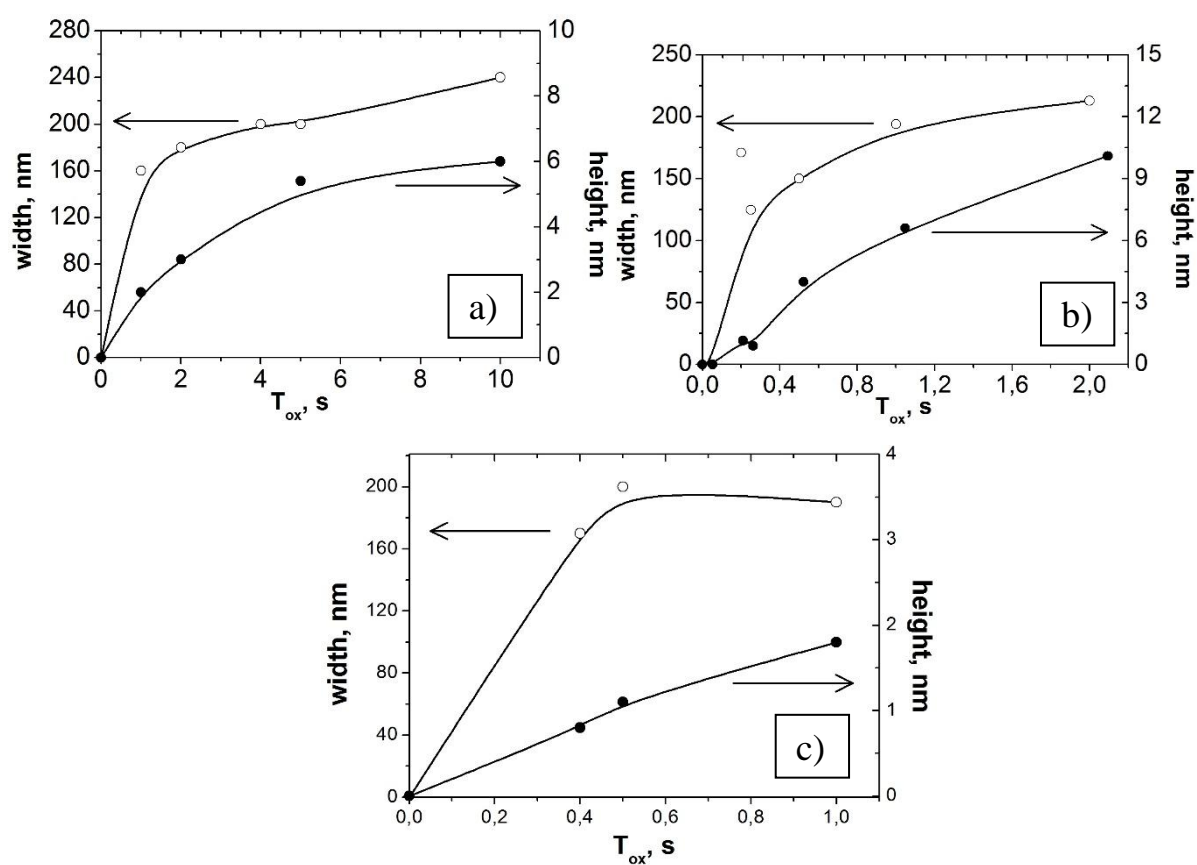 280
240
200
160
120
80
40
0
width, nm
10
8
6
4
2
0
height, nm
0 2 4 6 8 10
T_ox, s
a)
250
200
150
100
50
0
width, nm
15
12
9
6
3
0
height, nm
0,0 0,4 0,8 1,2 1,6 2,0
T_ox, s
b)
200
160
120
80
40
0
width, nm
4
3
2
1
0
height, nm
0,0 0,2 0,4 0,6 0,8 1,0
T_ox, s
c)